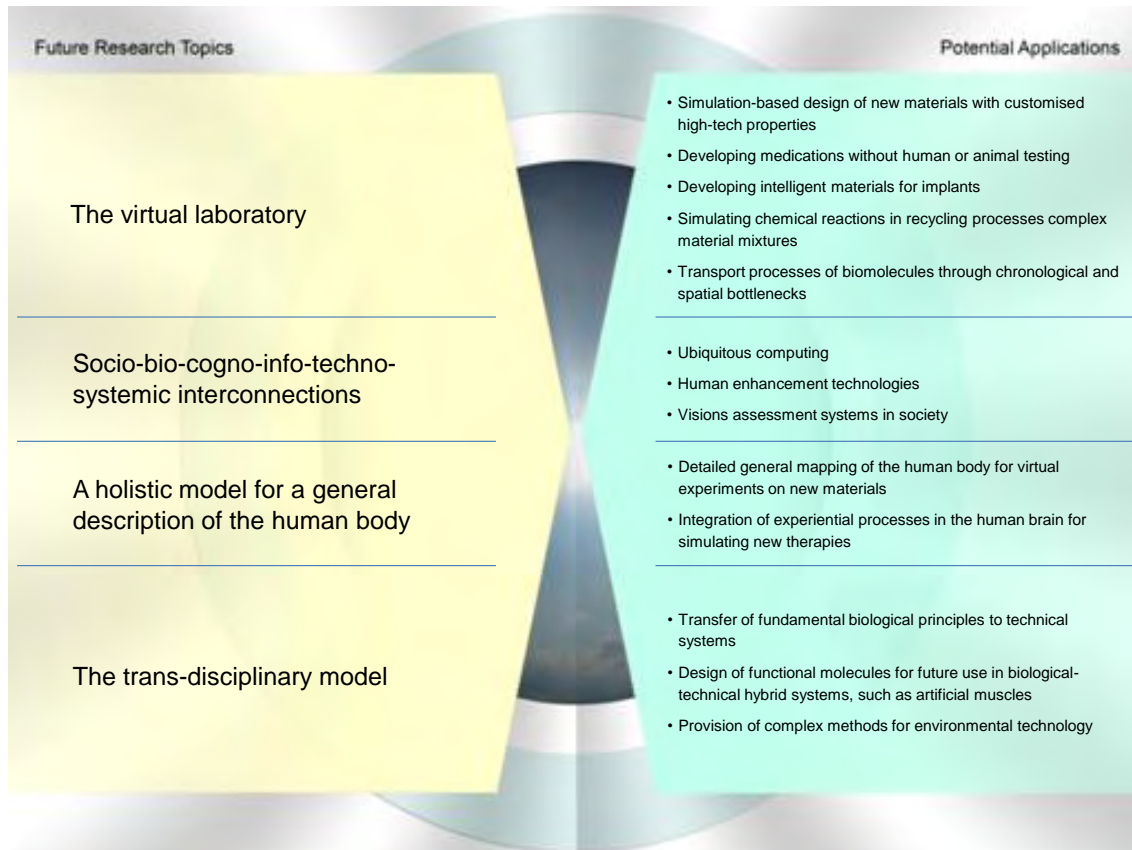 Future Research Topics
Potential Applications
The virtual laboratory
• Simulation-based design of new materials with customised
high-tech properties
• Developing medications without human or animal testing
• Developing intelligent materials for implants
• Simulating chemical reactions in recycling processes complex
material mixtures
• Transport processes of biomolecules through chronological and
spatial bottlenecks
Socio-bio-cogno-info-techno-
systemic interconnections
• Ubiquitous computing
• Human enhancement technologies
• Visions assessment systems in society
A holistic model for a general
description of the human body
• Detailed general mapping of the human body for virtual
experiments on new materials
• Integration of experiential processes in the human brain for
simulating new therapies
The trans-disciplinary model
• Transfer of fundamental biological principles to technical
systems
• Design of functional molecules for future use in biological-
technical hybrid systems, such as artificial muscles
• Provision of complex methods for environmental technology